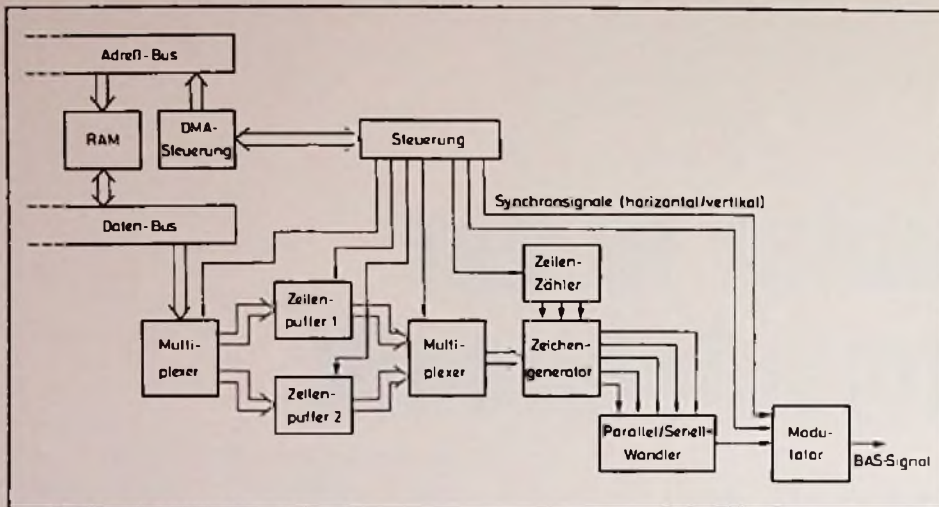 Adreß-Bus
RAM
DMA-
Steuerung
Steuerung
Synchronsignale (horizontal/vertikal)
Daten-Bus
Zeilen-
Zähler
Zeilen-
puffer 1
Multi-
plexer
Multi-
plexer
Zeichen-
generator
Zeilen-
puffer 2
Parallel/Seriell-
Wandler
Modu-
lator
BAS-Signal